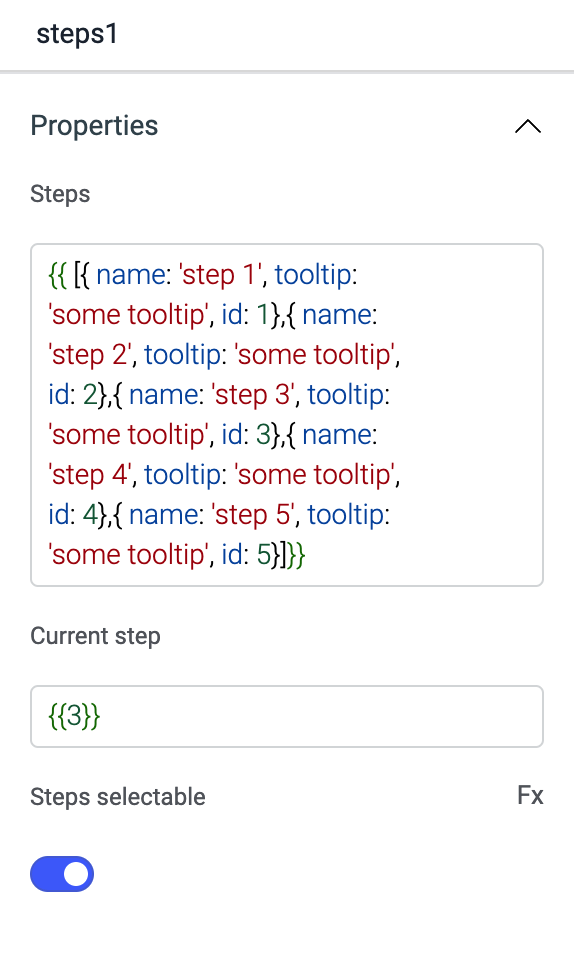 steps1
Properties
Steps
{{ [{ name: 'step 1', tooltip:
'some tooltip', id: 1},{ name:
'step 2', tooltip: 'some tooltip',
id: 2},{ name: 'step 3', tooltip:
'some tooltip', id: 3},{ name:
'step 4', tooltip: 'some tooltip',
id: 4},{ name: 'step 5', tooltip:
'some tooltip', id: 5}]}}
Current step
{{3}}
Steps selectable Fx